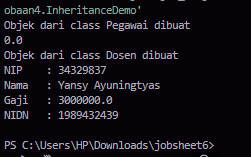 obaan4.InheritanceDemo'
Objek dari class Pegawai dibuat
0.0
Objek dari class Dosen dibuat
NIP : 34329837
Nama : Yansy Ayuningtyas
Gaji : 3000000.0
NIDN : 1989432439
PS C:\Users\HP\Downloads\jobsheet6>